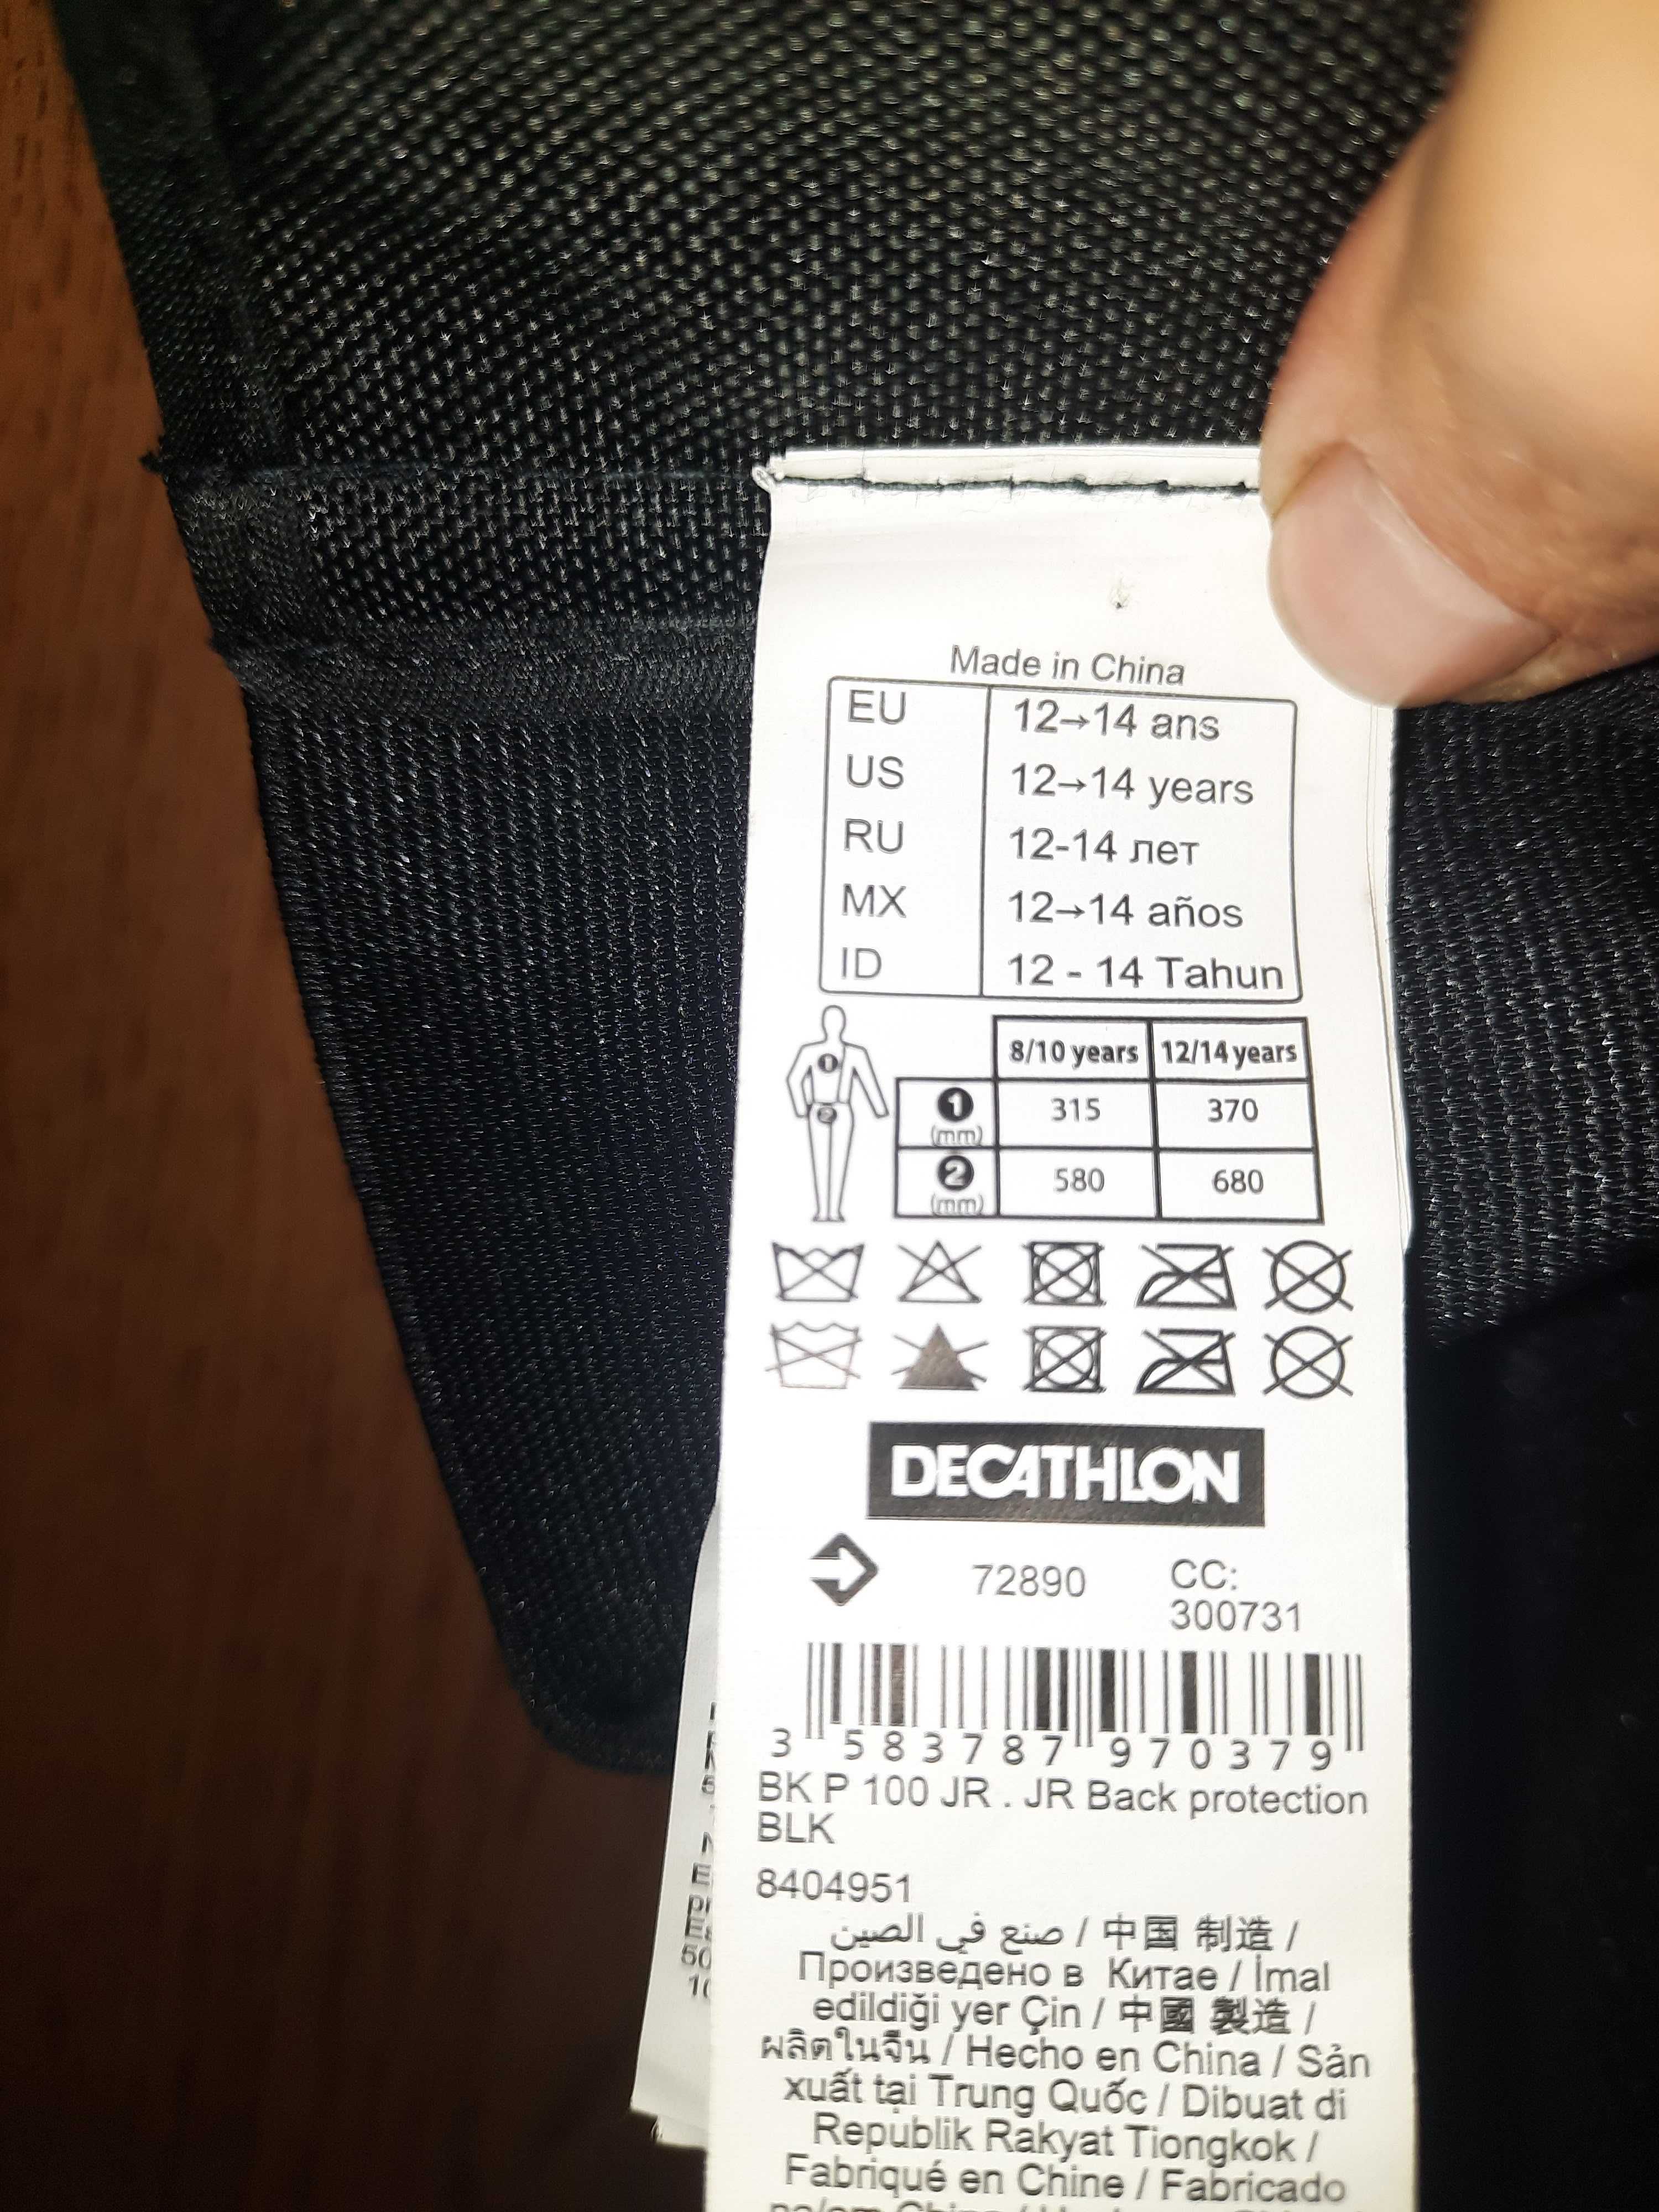 Made in China
EU 12→14 ans
US 12→14 years
RU 12-14 лет
MX 12→14 años
ID 12 - 14 Tahun
8/10 years 12/14 years
1 (mm) 315 370
2 (mm) 580 680
DECATHLON
72890 CC:
300731
3 583787 970379
BK P 100 JR . JR Back protection
BLK
8404951
صنع في الصين / 中国 制造 /
Произведено в Китае / İmal
edildiği yer Çin / 中國 製造 /
ผลิตในจีน / Hecho en China / Sản
xuất tại Trung Quốc / Dibuat di
Republik Rakyat Tiongkok /
Fabriqué en Chine / Fabricado